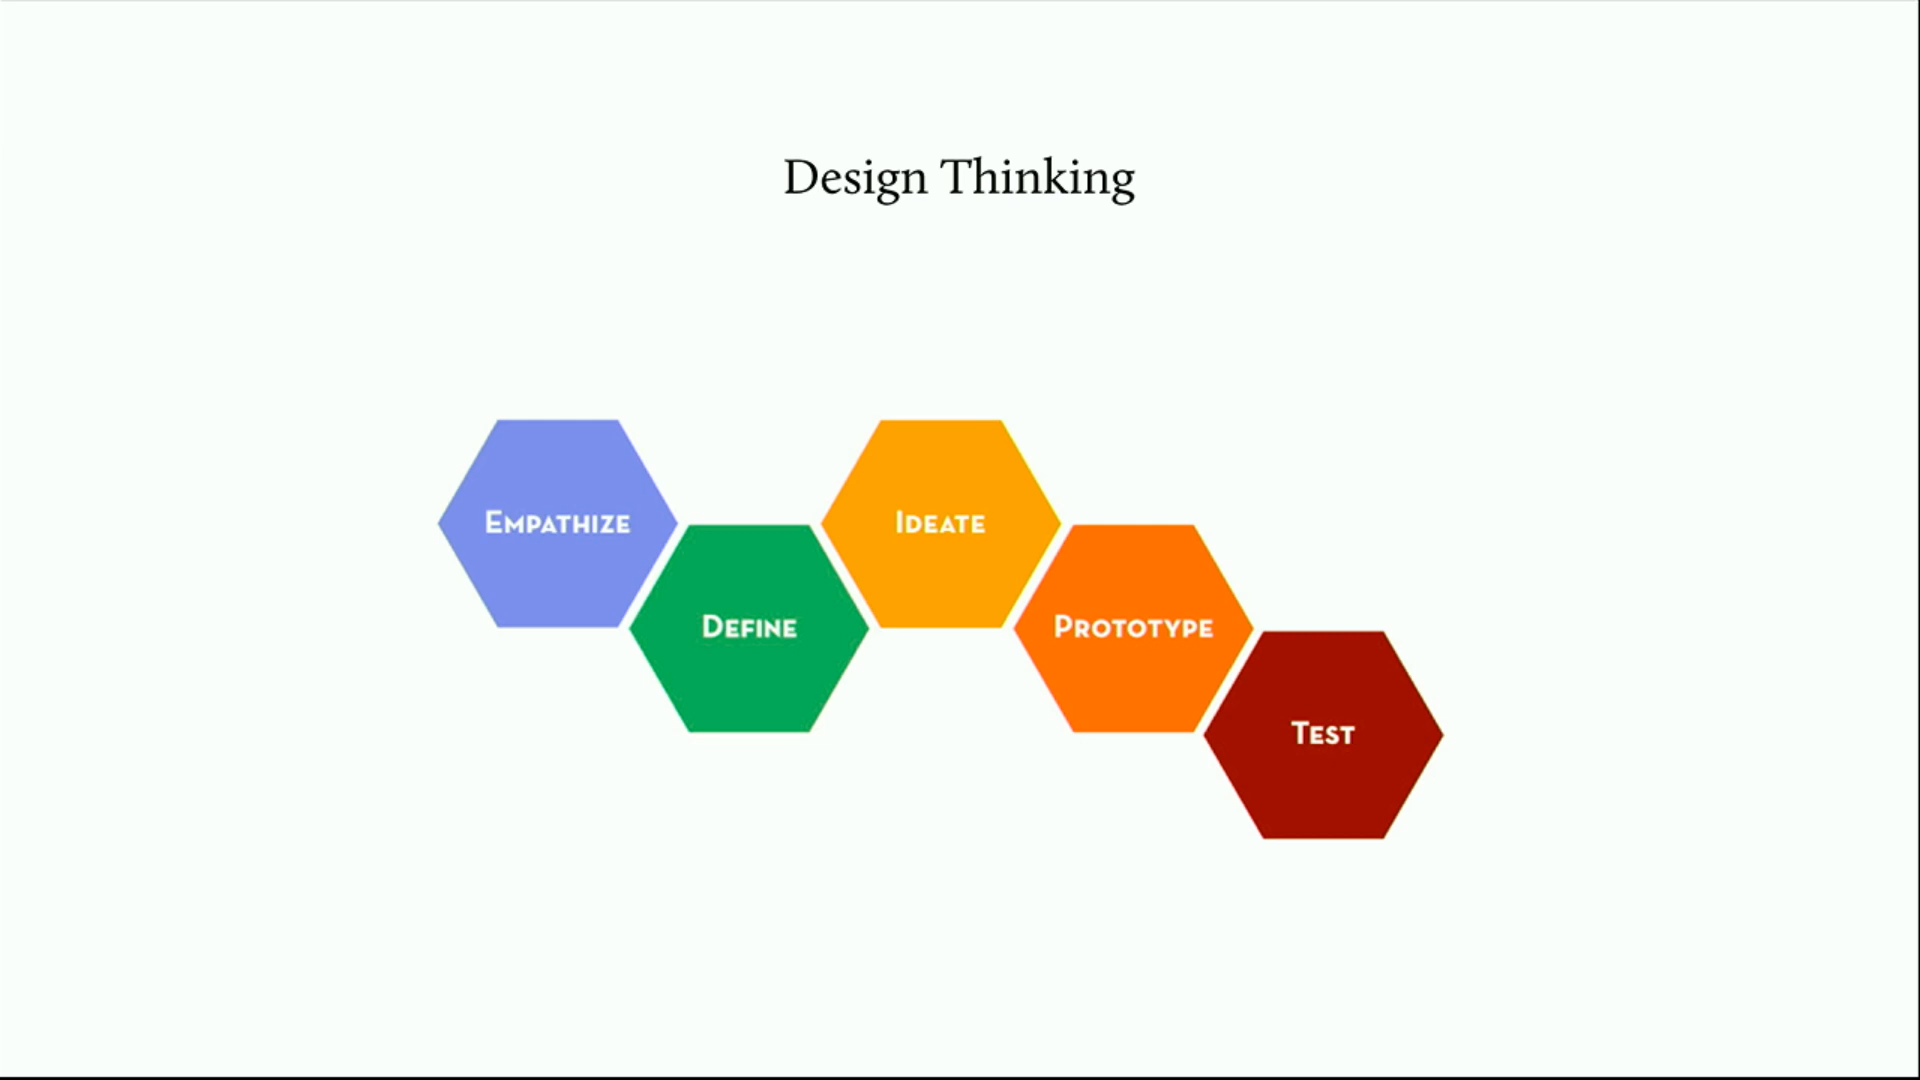 Design Thinking
Empathize
Define
Ideate
Prototype
Test